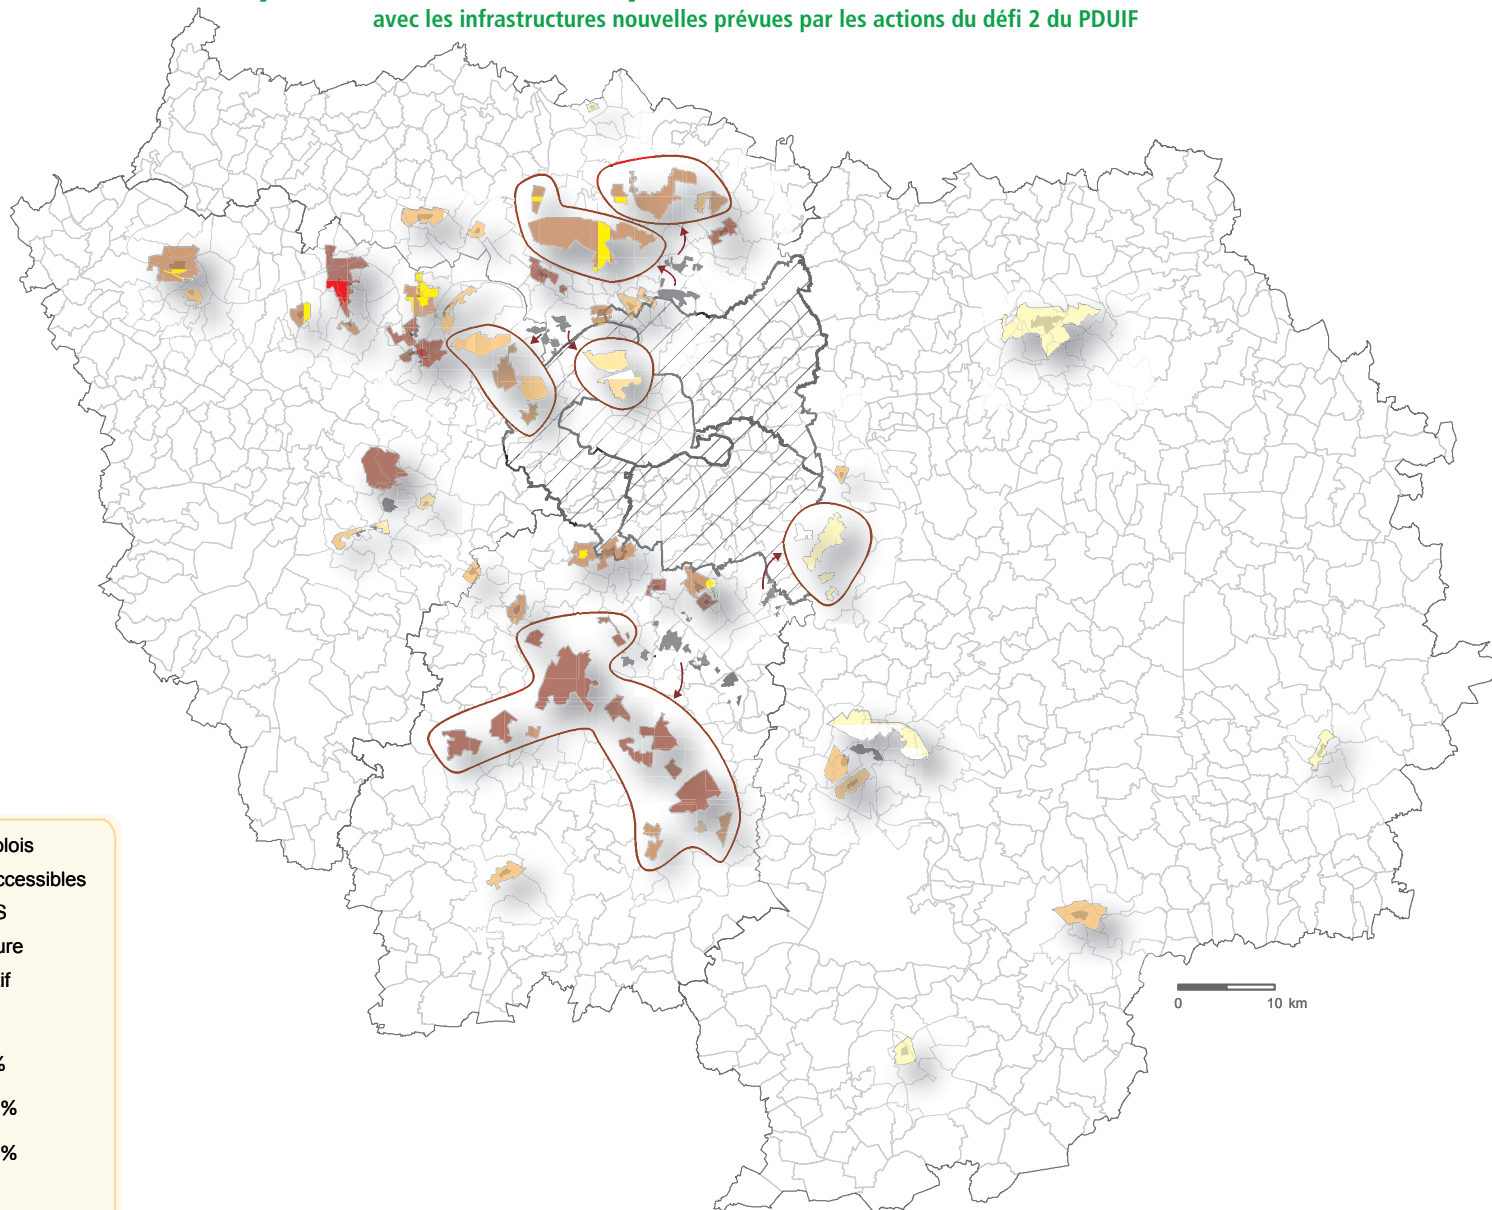 avec les infrastructures nouvelles prévues par les actions du défi 2 du PDUIF
0 10 km
plois
ccessibles
S
ure
tif
%
%
%